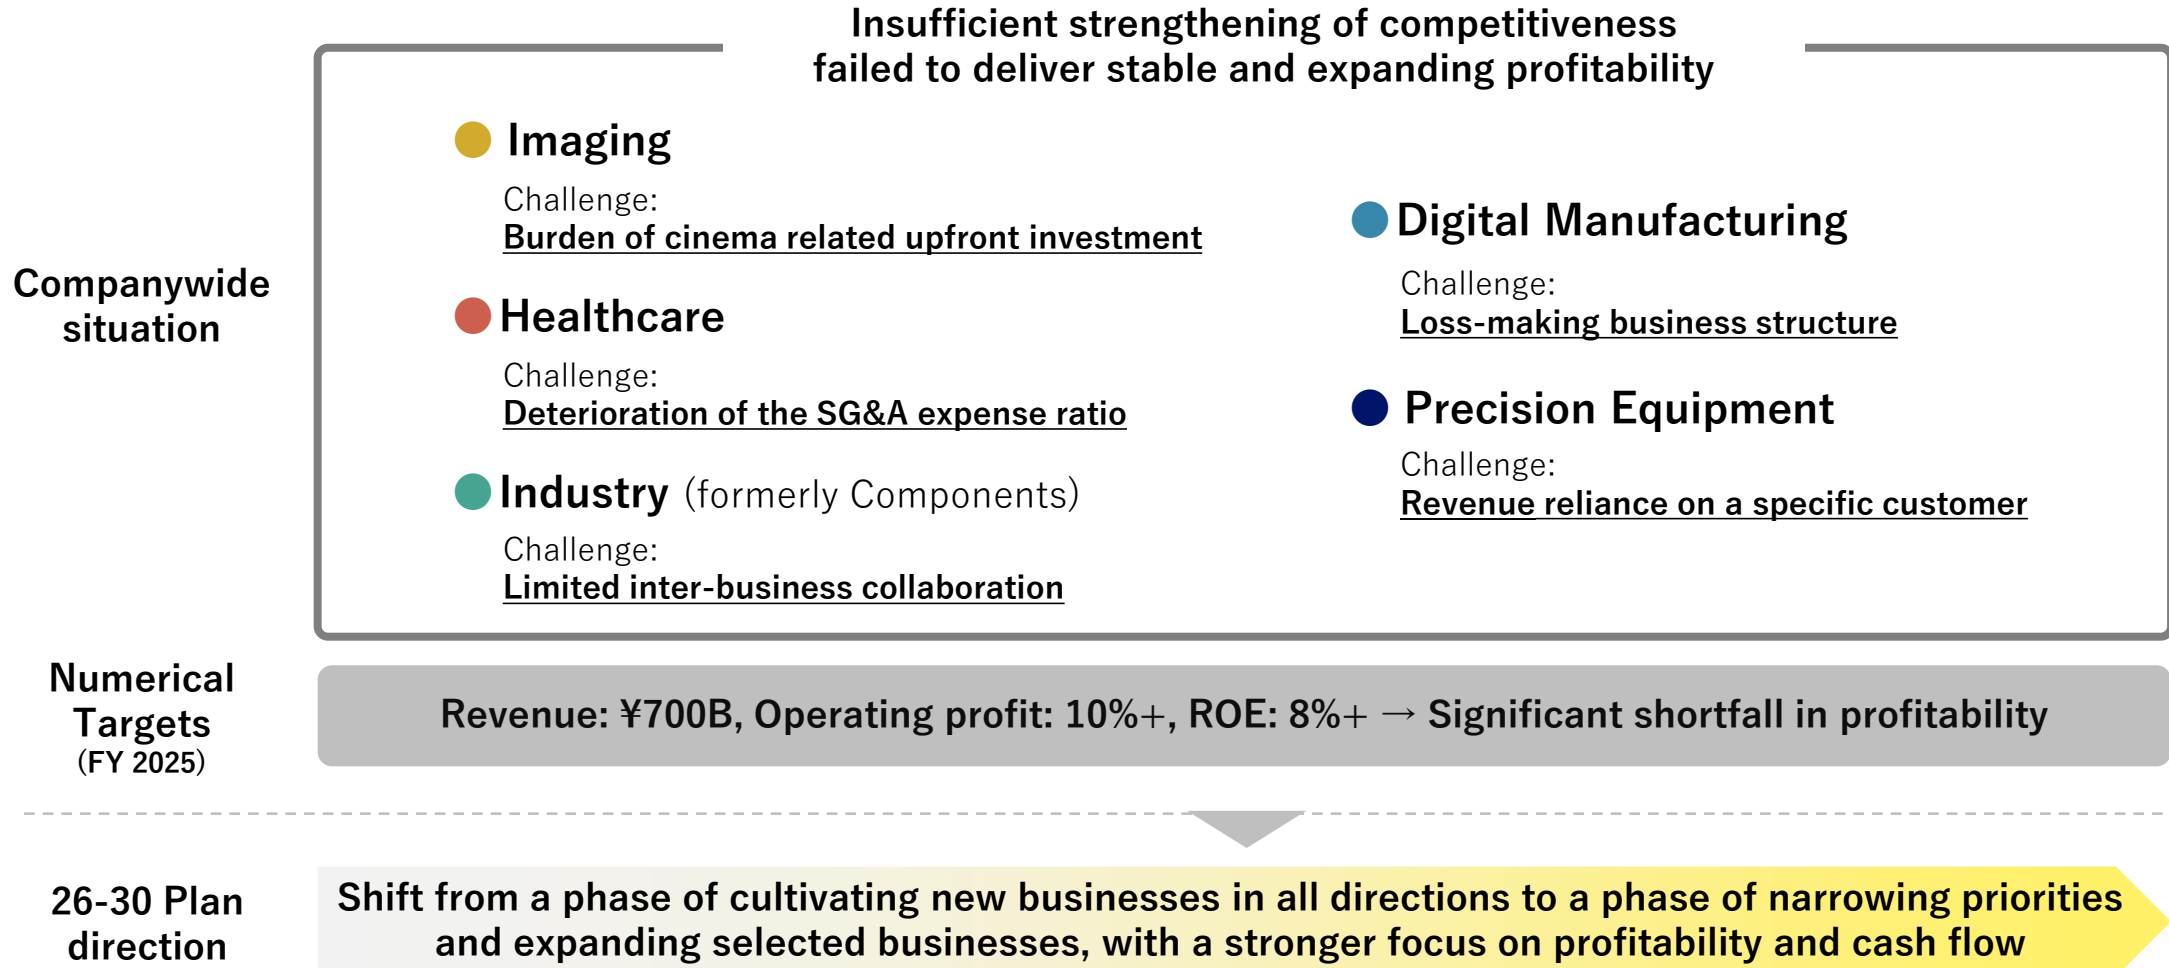 Insufficient strengthening of competitiveness
failed to deliver stable and expanding profitability
Companywide
situation
Imaging
Challenge:
Burden of cinema related upfront investment
Healthcare
Challenge:
Deterioration of the SG&A expense ratio
Industry (formerly Components)
Challenge:
Limited inter-business collaboration
Digital Manufacturing
Challenge:
Loss-making business structure
Precision Equipment
Challenge:
Revenue reliance on a specific customer
Numerical
Targets
(FY 2025)
Revenue: ¥700B, Operating profit: 10%+, ROE: 8%+ → Significant shortfall in profitability
26-30 Plan
direction
Shift from a phase of cultivating new businesses in all directions to a phase of narrowing priorities
and expanding selected businesses, with a stronger focus on profitability and cash flow